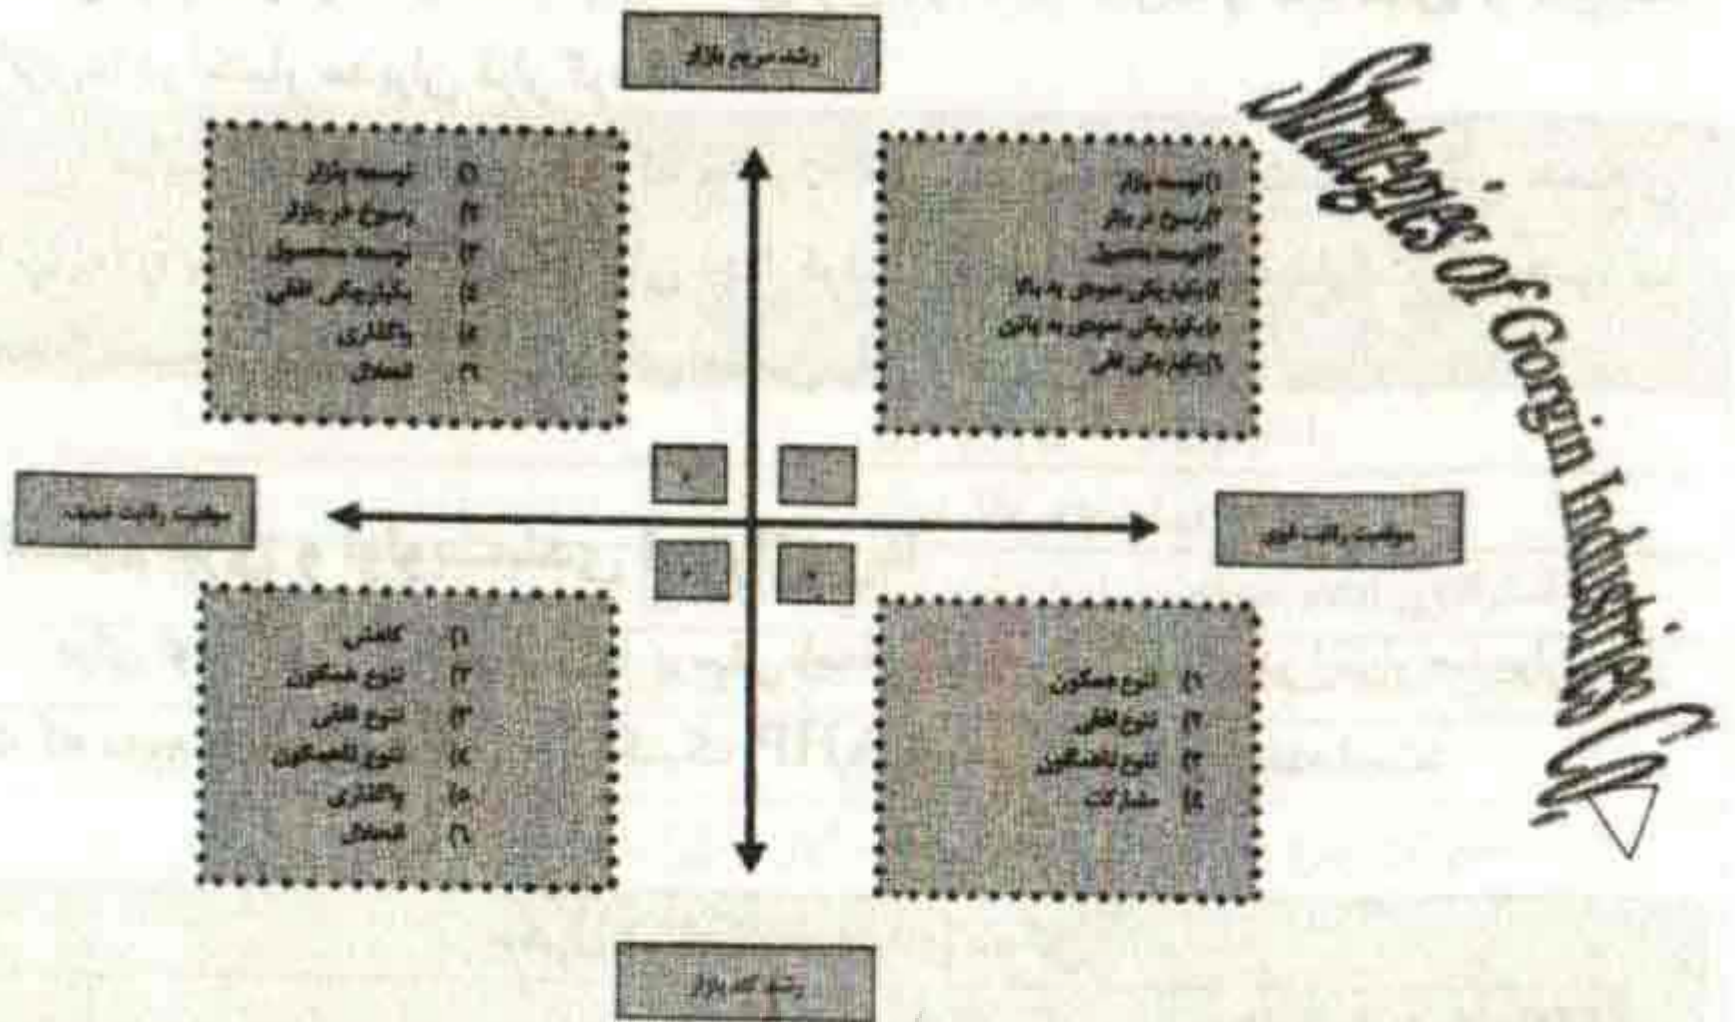 رشد سریع بازار
Strategies of Gorgin Industries Co.
۱) توسعه بازار
۲) رسوخ در بازار
۳) توسعه محصول
۴) یکپارچگی افقی
۵) واگذاری
۶) انحلال
۱) توسعه بازار
۲) رسوخ در بازار
۳) توسعه محصول
۴) یکپارچگی عمودی به بالا
۵) یکپارچگی عمودی به پائین
۶) یکپارچگی افقی
موقعیت رقابت ضعیف
موقعیت رقابت قوی
۱) کاهش
۲) تنوع همگون
۳) تنوع افقی
۴) تنوع ناهمگون
۵) واگذاری
۶) انحلال
۱) تنوع همگون
۲) تنوع افقی
۳) تنوع ناهمگون
۴) مشارکت
رشد کند بازار